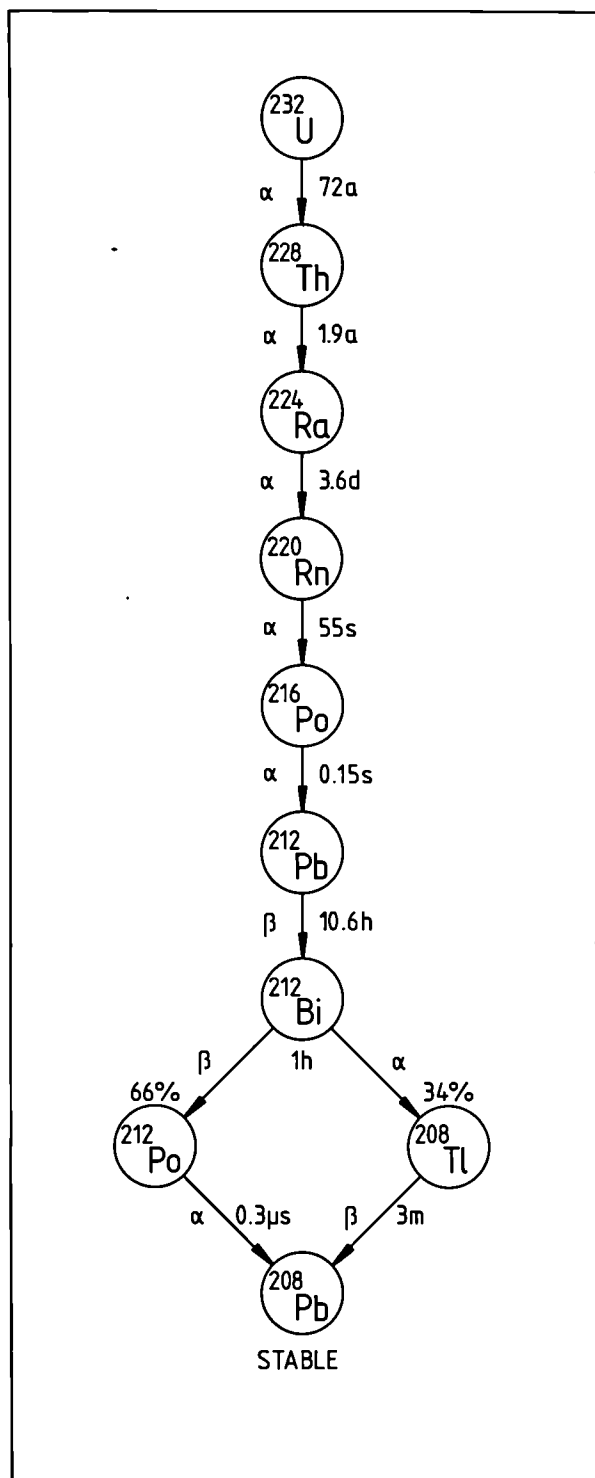 232 U
α 72a
228 Th
α 1.9a
224 Ra
α 3.6d
220 Rn
α 55s
216 Po
α 0.15s
212 Pb
β 10.6h
212 Bi
β 1h α
66% 34%
212 Po 208 Tl
α 0.3µs β 3m
208 Pb
STABLE